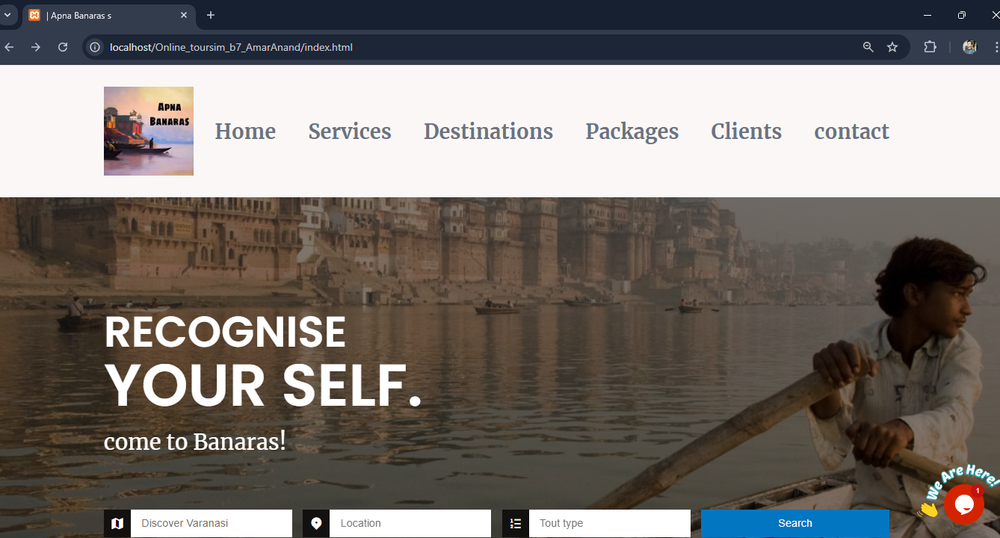 | Apna Banaras s
localhost/Online_toursim_b7_AmarAnand/index.html
Apna
Banaras
Home Services Destinations Packages Clients contact
RECOGNISE
YOUR SELF.
come to Banaras!
We Are Here!
1
Discover Varanasi Location Tout type Search